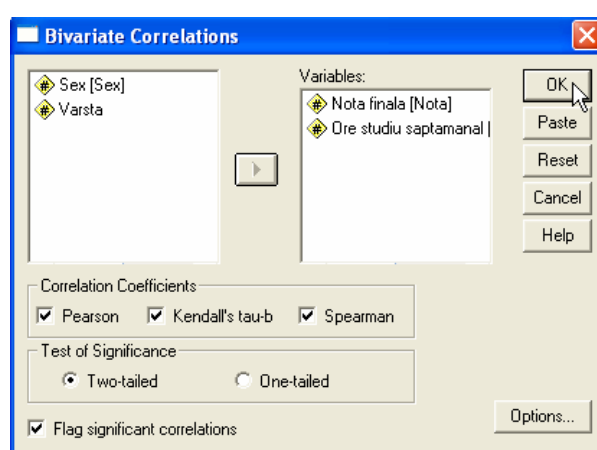 Bivariate Correlations
Sex [Sex]
Varsta
Variables:
Nota finala [Nota]
Ore studiu saptamanal [
OK
Paste
Reset
Cancel
Help
Correlation Coefficients
Pearson Kendall's tau-b Spearman
Test of Significance
Two-tailed One-tailed
Flag significant correlations
Options...